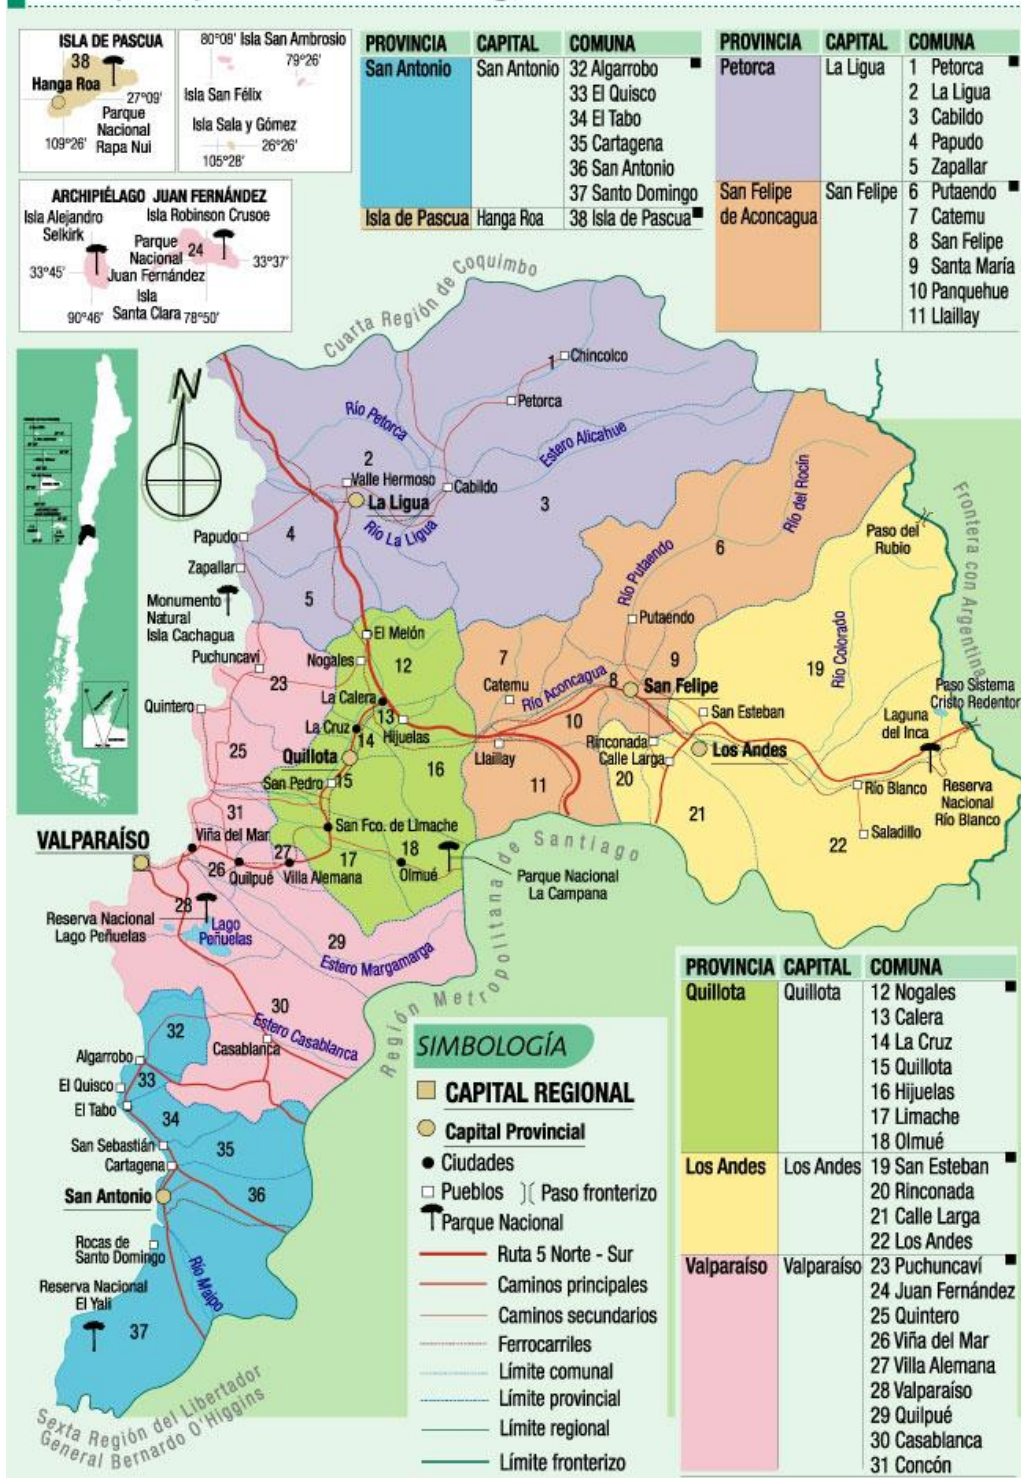 ISLA DE PASCUA
38
Hanga Roa
27°09'
Parque
Nacional
Rapa Nui
109°26'
80°08' Isla San Ambrosio
79°26'
Isla San Félix
Isla Sala y Gómez
26°26'
105°28'
ARCHIPIÉLAGO JUAN FERNÁNDEZ
Isla Alejandro
Selkirk
Isla Robinson Crusoe
Parque
Nacional
Juan Fernández
24
33°45'
33°37'
Isla
Santa Clara
90°46'
78°50'
PROVINCIA CAPITAL COMUNA
San Antonio San Antonio 32 Algarrobo
33 El Quisco
34 El Tabo
35 Cartagena
36 San Antonio
37 Santo Domingo
Isla de Pascua Hanga Roa 38 Isla de Pascua
PROVINCIA CAPITAL COMUNA
Petorca La Ligua 1 Petorca
2 La Ligua
3 Cabildo
4 Papudo
5 Zapallar
San Felipe San Felipe 6 Putaendo
de Aconcagua 7 Catemu
8 San Felipe
9 Santa María
10 Panquehue
11 Llaillay
Cuarta Región de Coquimbo
N
1
Chincolco
Petorca
Río Petorca
Estero Alicahue
2
Valle Hermoso
Cabildo
La Ligua
Río La Ligua
3
Río del Rocín
Paso del
Rubio
Frontera con Argentina
Papudo
4
Zapallar
5
6
Río Putaendo
Monumento
Natural
Isla Cachagua
Putaendo
El Melón
Puchuncaví
Nogales
12
7
9
19
Río Colorado
23
Catemu
Río Aconcagua
8
San Felipe
La Calera
Paso Sistema
Cristo Redentor
Quintero
13
Hijuelas
10
San Esteban
Laguna
del Inca
La Cruz
14
25
Quillota
16
Llaillay
Rinconada
Calle Larga
Los Andes
San Pedro
15
11
20
Río Blanco
Reserva
Nacional
Río Blanco
31
21
San Fco. de Limache
Saladillo
22
VALPARAÍSO
Viña del Mar
26
Quilpué
27
Villa Alemana
17
18
Olmué
Parque Nacional
La Campana
Región Metropolitana de Santiago
28
Reserva Nacional
Lago Peñuelas
Lago
Peñuelas
29
Estero Margamarga
30
Estero Casablanca
Casablanca
32
Algarrobo
33
El Quisco
El Tabo
34
San Sebastián
Cartagena
35
San Antonio
36
Rocas de
Santo Domingo
Río Maipo
Reserva Nacional
El Yali
37
Sexta Región del Libertador
General Bernardo O'Higgins
SIMBOLOGÍA
CAPITAL REGIONAL
Capital Provincial
Ciudades
Pueblos Paso fronterizo
Parque Nacional
Ruta 5 Norte - Sur
Caminos principales
Caminos secundarios
Ferrocarriles
Límite comunal
Límite provincial
Límite regional
Límite fronterizo
PROVINCIA CAPITAL COMUNA
Quillota Quillota 12 Nogales
13 Calera
14 La Cruz
15 Quillota
16 Hijuelas
17 Limache
18 Olmué
Los Andes Los Andes 19 San Esteban
20 Rinconada
21 Calle Larga
22 Los Andes
Valparaíso Valparaíso 23 Puchuncaví
24 Juan Fernández
25 Quintero
26 Viña del Mar
27 Villa Alemana
28 Valparaíso
29 Quilpué
30 Casablanca
31 Concón